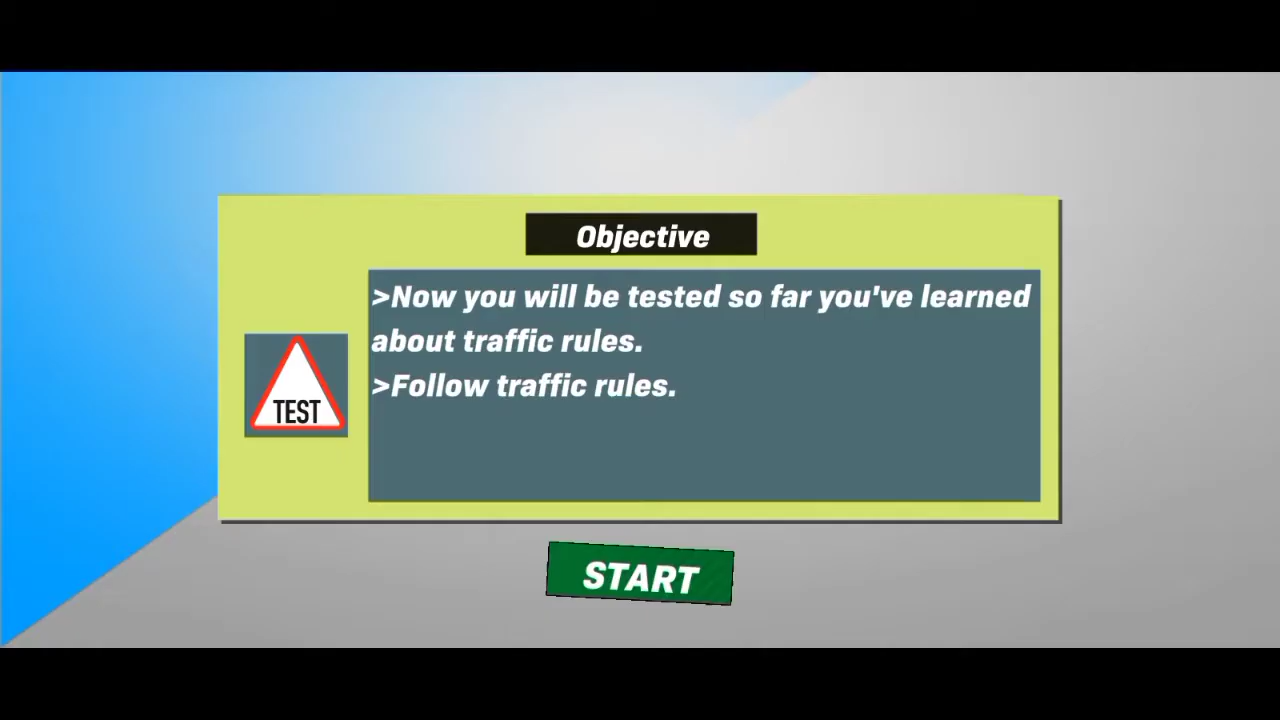 Objective
>Now you will be tested so far you've learned
about traffic rules.
>Follow traffic rules.
TEST
START